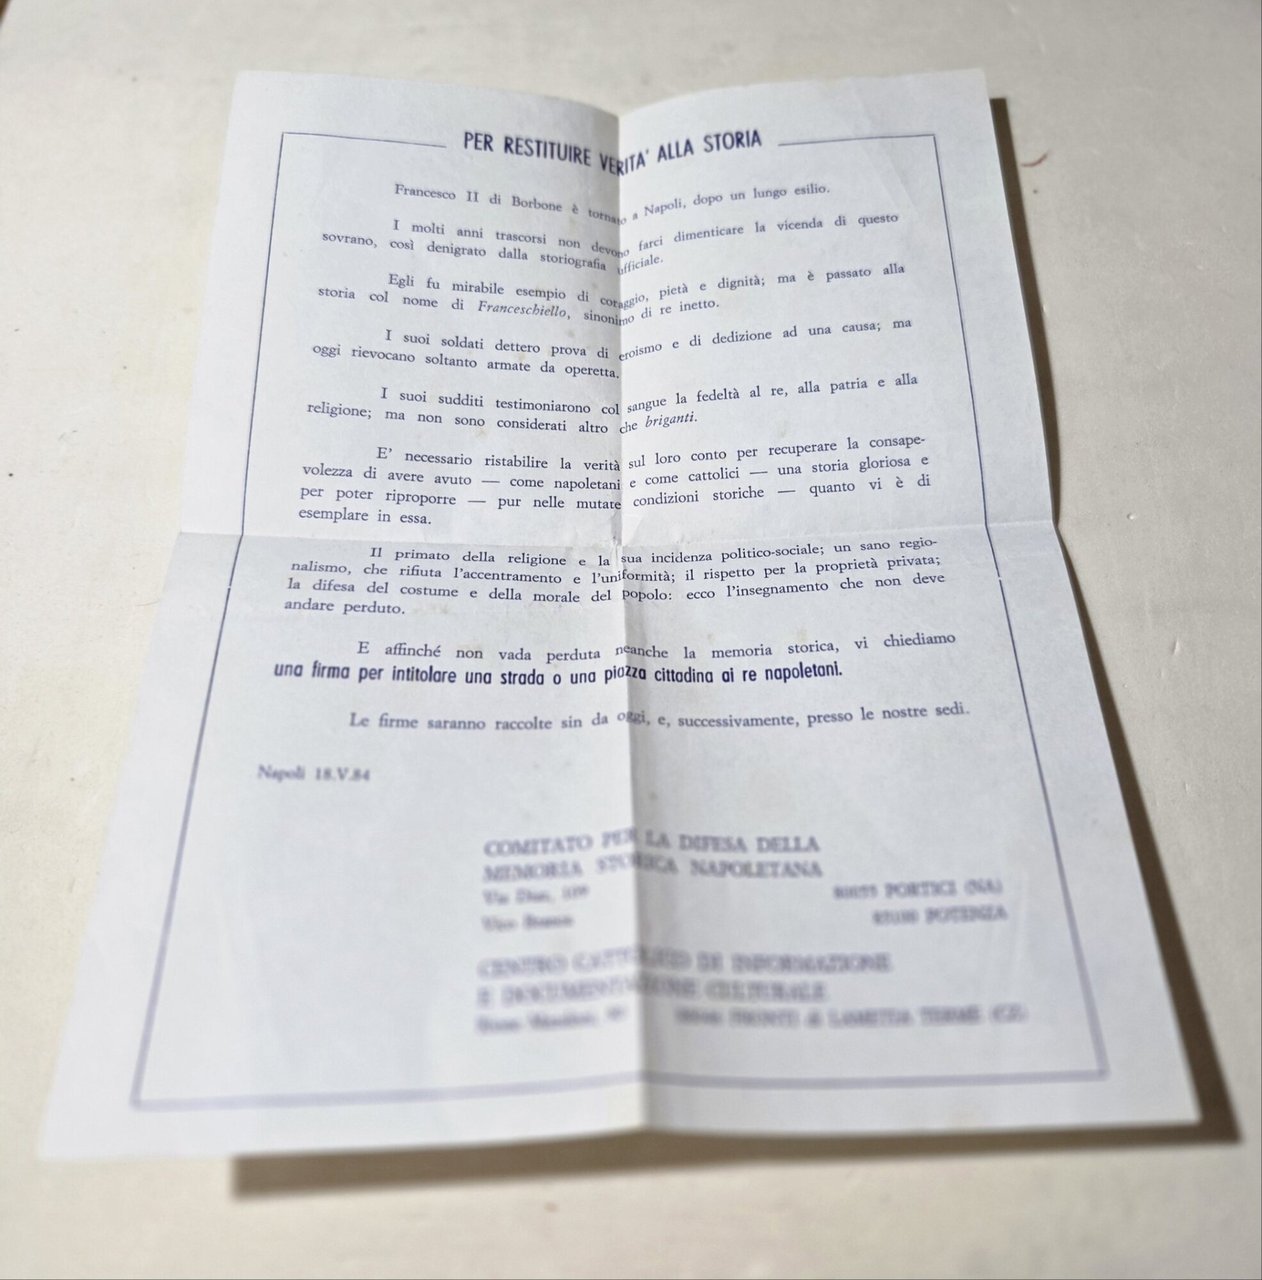 PER RESTITUIRE VERITA' ALLA STORIA
Francesco II di Borbone è tornato a Napoli, dopo un lungo esilio.
I molti anni trascorsi non devono farci dimenticare la vicenda di questo
sovrano, così denigrato dalla storiografia ufficiale.
Egli fu mirabile esempio di coraggio, pietà e dignità; ma è passato alla
storia col nome di Franceschiello, sinonimo di re inetto.
I suoi soldati dettero prova di eroismo e di dedizione ad una causa; ma
oggi rievocano soltanto armate da operetta.
I suoi sudditi testimoniarono col sangue la fedeltà al re, alla patria e alla
religione; ma non sono considerati altro che briganti.
E' necessario ristabilire la verità sul loro conto per recuperare la consape-
volezza di avere avuto — come napoletani e come cattolici — una storia gloriosa e
per poter riproporre — pur nelle mutate condizioni storiche — quanto vi è di
esemplare in essa.
Il primato della religione e la sua incidenza politico-sociale; un sano regio-
nalismo, che rifiuta l'accentramento e l'uniformità; il rispetto per la proprietà privata;
la difesa del costume e della morale del popolo: ecco l'insegnamento che non deve
andare perduto.
E affinché non vada perduta neanche la memoria storica, vi chiediamo
una firma per intitolare una strada o una piazza cittadina ai re napoletani.
Le firme saranno raccolte sin da oggi, e, successivamente, presso le nostre sedi.
Napoli 18.V.84
COMITATO PER LA DIFESA DELLA
MEMORIA STORICA NAPOLETANA
PORTICI (NA)
POTENZA
CENTRO CATTOLICO DI INFORMAZIONE
E DOCUMENTAZIONE CULTURALE
LAMEZIA TERME (CZ)